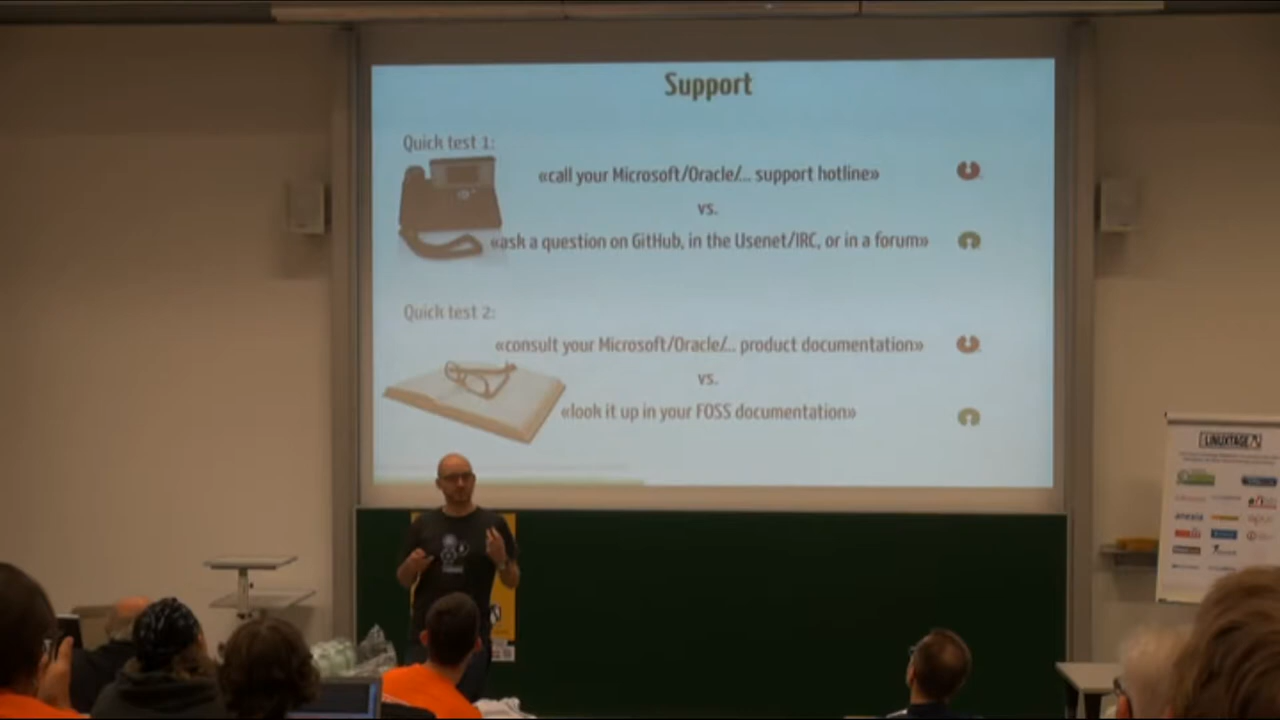 Support
Quick test 1:
«call your Microsoft/Oracle/... support hotline»
vs.
«ask a question on GitHub, in the Usenet/IRC, or in a forum»
Quick test 2:
«consult your Microsoft/Oracle/... product documentation»
vs.
«look it up in your FOSS documentation»
LINUXTAGE
anexia